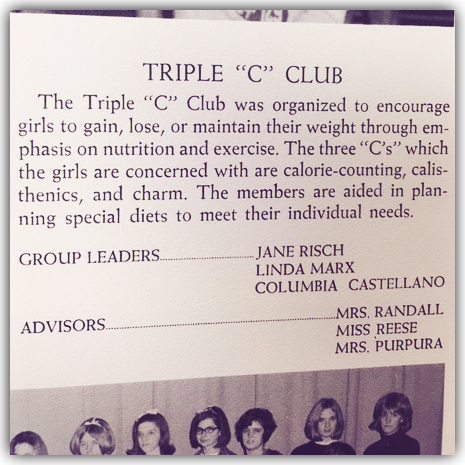 TRIPLE “C” CLUB
The Triple “C” Club was organized to encourage
girls to gain, lose, or maintain their weight through em-
phasis on nutrition and exercise. The three “C’s” which
the girls are concerned with are calorie-counting, calis-
thenics, and charm. The members are aided in plan-
ning special diets to meet their individual needs.
GROUP LEADERS..............................JANE RISCH
LINDA MARX
COLUMBIA CASTELLANO
ADVISORS............................................................MRS. RANDALL
MISS REESE
MRS. PURPURA